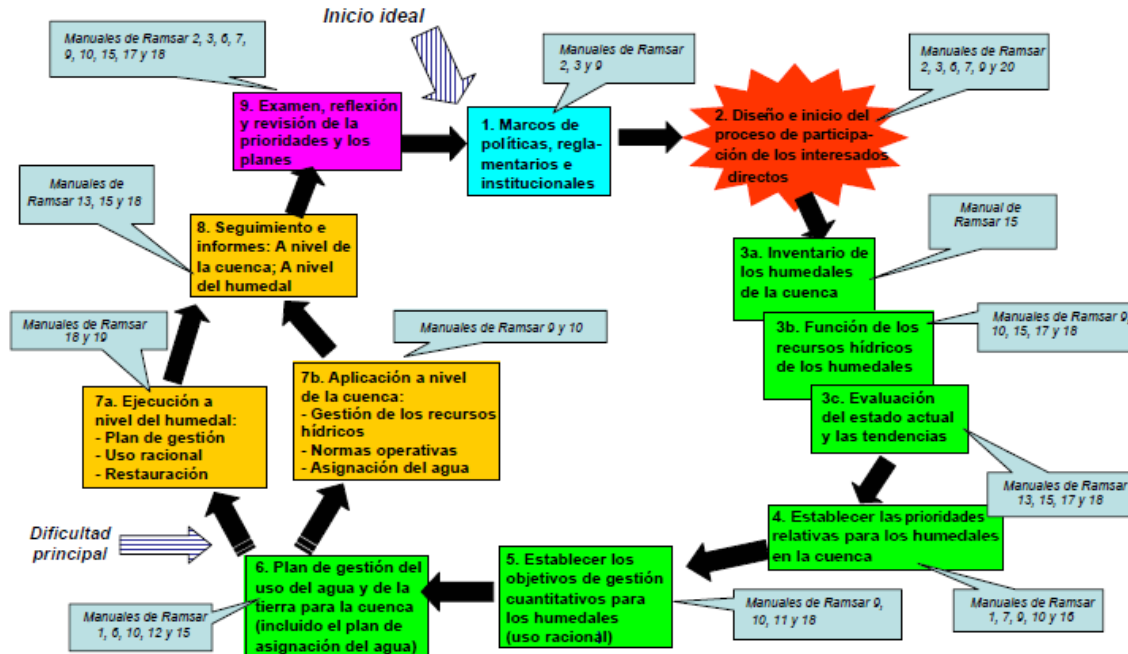 Inicio ideal
Manuales de Ramsar 2, 3, 6, 7,
9, 10, 15, 17 y 18
Manuales de Ramsar
2, 3 y 9
Manuales de Ramsar
2, 3, 6, 7, 9 y 20
9. Examen, reflexión
y revisión de la
prioridades y los
planes
1. Marcos de
políticas, regla-
mentarios e
institucionales
2. Diseño e inicio del
proceso de participa-
ción de los interesados
directos
Manuales de
Ramsar 13, 15 y 18
Manual de
Ramsar 15
8. Seguimiento e
informes: A nivel de
la cuenca; A nivel
del humedal
3a. Inventario de
los humedales
de la cuenca
Manuales de Ramsar
18 y 19
Manuales de Ramsar 9 y 10
3b. Función de los
recursos hídricos
de los humedales
Manuales de Ramsar 9,
10, 15, 17 y 18
7a. Ejecución a
nivel del humedal:
- Plan de gestión
- Uso racional
- Restauración
7b. Aplicación a nivel
de la cuenca:
- Gestión de los recursos
hídricos
- Normas operativas
- Asignación del agua
3c. Evaluación
del estado actual
y las tendencias
Manuales de Ramsar
13, 15, 17 y 18
Dificultad
principal
4. Establecer las prioridades
relativas para los humedales
en la cuenca
6. Plan de gestión del
uso del agua y de la
tierra para la cuenca
(incluido el plan de
asignación del agua)
5. Establecer los
objetivos de gestión
cuantitativos para
los humedales
(uso racional)
Manuales de Ramsar
1, 6, 10, 12 y 15
Manuales de Ramsar 9,
10, 11 y 18
Manuales de Ramsar
1, 7, 9, 10 y 16